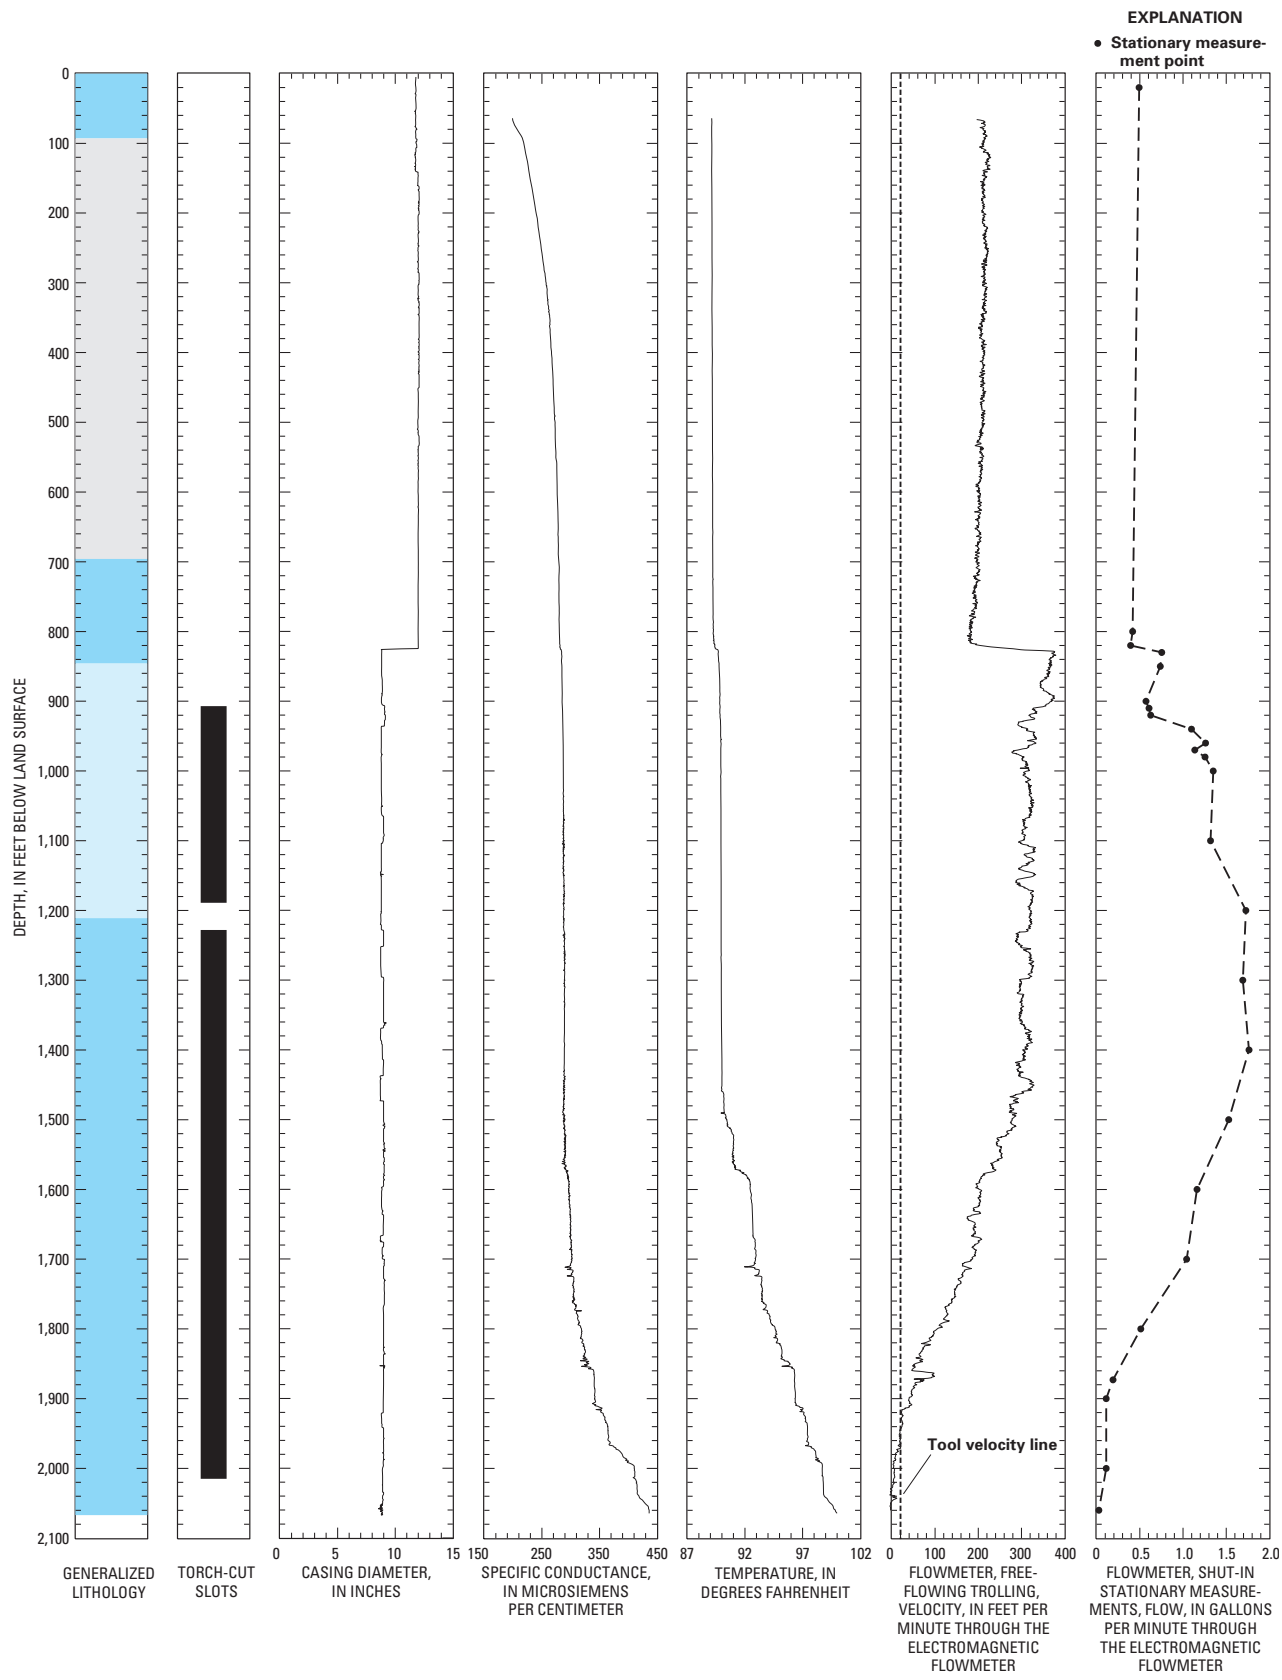 EXPLANATION
Stationary measure-
ment point
0
100
200
300
400
500
600
700
800
900
1,000
1,100
1,200
1,300
1,400
1,500
1,600
1,700
1,800
1,900
2,000
2,100
DEPTH, IN FEET BELOW LAND SURFACE
Tool velocity line
0 5 10 15
150 250 350 450
87 92 97 102
0 100 200 300 400
0 0.5 1.0 1.5 2.0
GENERALIZED
LITHOLOGY
TORCH-CUT
SLOTS
CASING DIAMETER,
IN INCHES
SPECIFIC CONDUCTANCE,
IN MICROSIEMENS
PER CENTIMETER
TEMPERATURE, IN
DEGREES FAHRENHEIT
FLOWMETER, FREE-
FLOWING TROLLING,
VELOCITY, IN FEET PER
MINUTE THROUGH THE
ELECTROMAGNETIC
FLOWMETER
FLOWMETER, SHUT-IN
STATIONARY MEASURE-
MENTS, FLOW, IN GALLONS
PER MINUTE THROUGH
THE ELECTROMAGNETIC
FLOWMETER